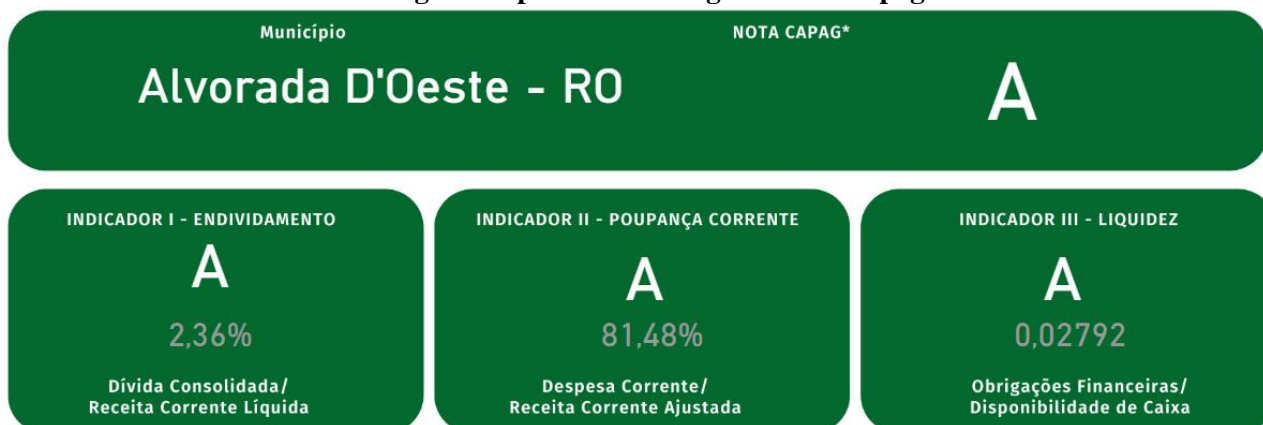 Município
NOTA CAPAG*
Alvorada D'Oeste - RO
A
INDICADOR I - ENDIVIDAMENTO
A
2,36%
Dívida Consolidada/
Receita Corrente Líquida
INDICADOR II - POUPANÇA CORRENTE
A
81,48%
Despesa Corrente/
Receita Corrente Ajustada
INDICADOR III - LIQUIDEZ
A
0,02792
Obrigações Financeiras/
Disponibilidade de Caixa